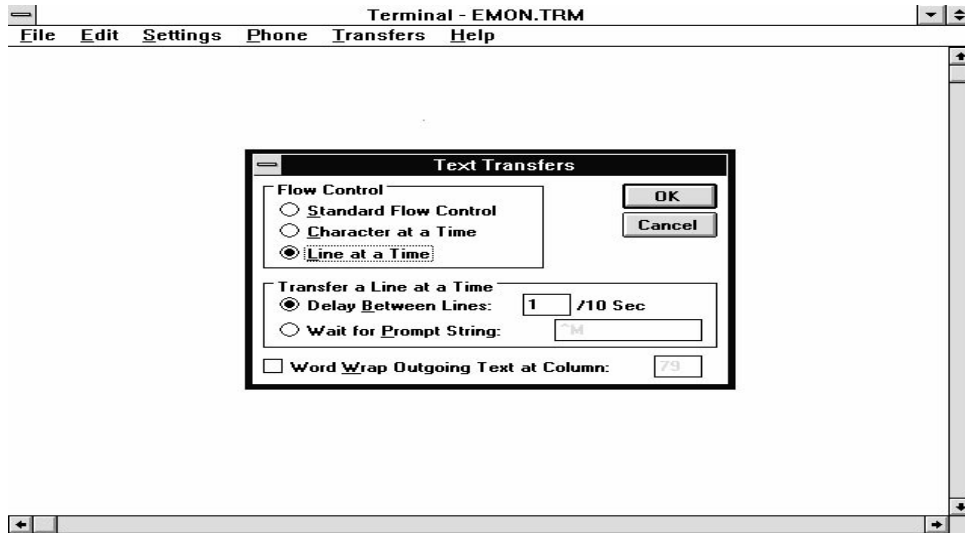 Terminal - EMON.TRM
File Edit Settings Phone Transfers Help
Text Transfers
Flow Control
Standard Flow Control
Character at a Time
Line at a Time
OK
Cancel
Transfer a Line at a Time
Delay Between Lines: 1 /10 Sec
Wait for Prompt String: ^M
Word Wrap Outgoing Text at Column: 79